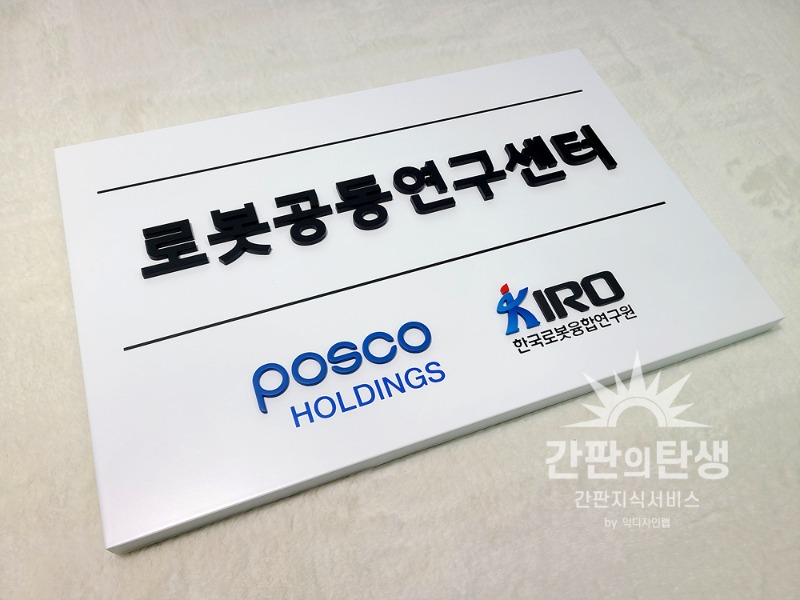 로봇공동연구센터
posco
HOLDINGS
KIRO
한국로봇융합연구원
간판의탄생
간판지식서비스
by 믹디자인랩